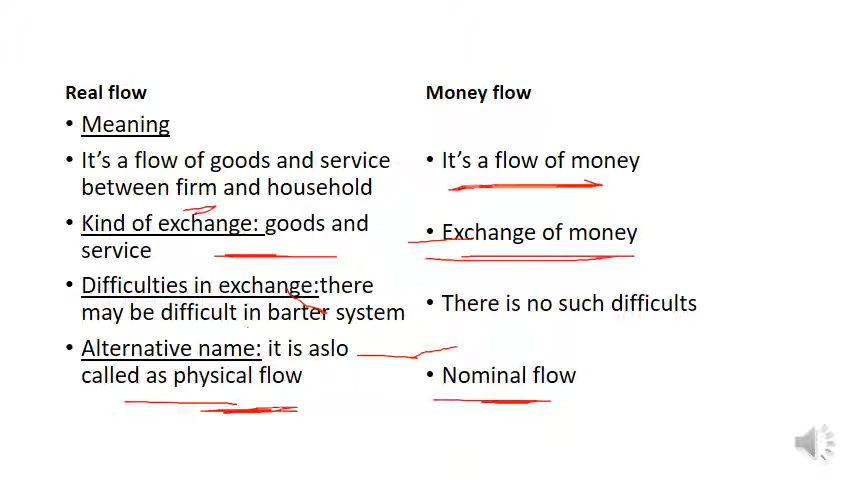 Real flow
• Meaning
• It's a flow of goods and service
between firm and household
• Kind of exchange: goods and
service
• Difficulties in exchange:there
may be difficult in barter system
• Alternative name: it is aslo
called as physical flow
Money flow
• It's a flow of money
• Exchange of money
• There is no such difficults
• Nominal flow